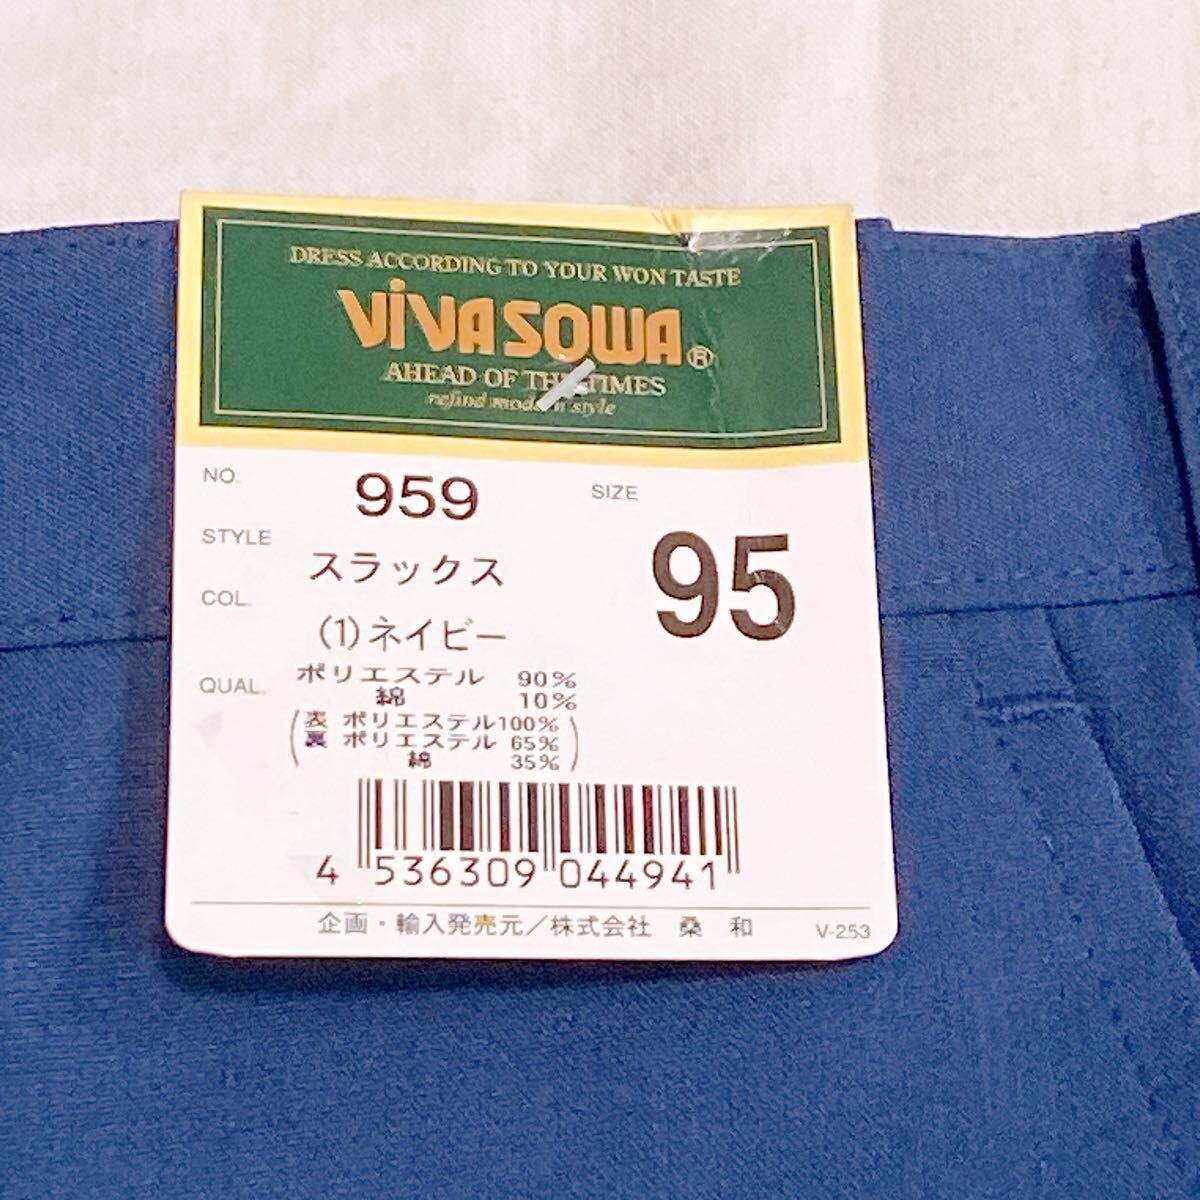 DRESS ACCORDING TO YOUR WON TASTE
ViVASOWA®
AHEAD OF THE TIMES
refind modern style
NO. 959
SIZE 95
STYLE スラックス
COL. (1)ネイビー
QUAL. ポリエステル 90%
綿 10%
(表 ポリエステル100%
裏 ポリエステル 65%
綿 35%)
4 536309 044941
企画・輸入発売元／株式会社 桑和 V-253